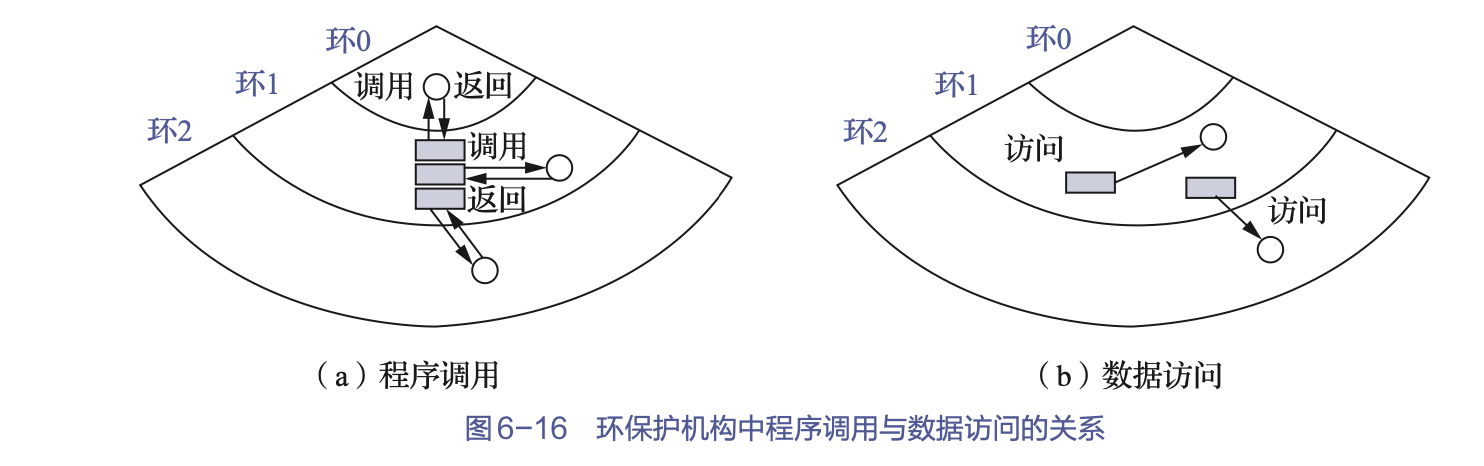 环0
环1
环2
调用
返回
调用
返回
环0
环1
环2
访问
访问
（a）程序调用
（b）数据访问
图6-16 环保护机构中程序调用与数据访问的关系